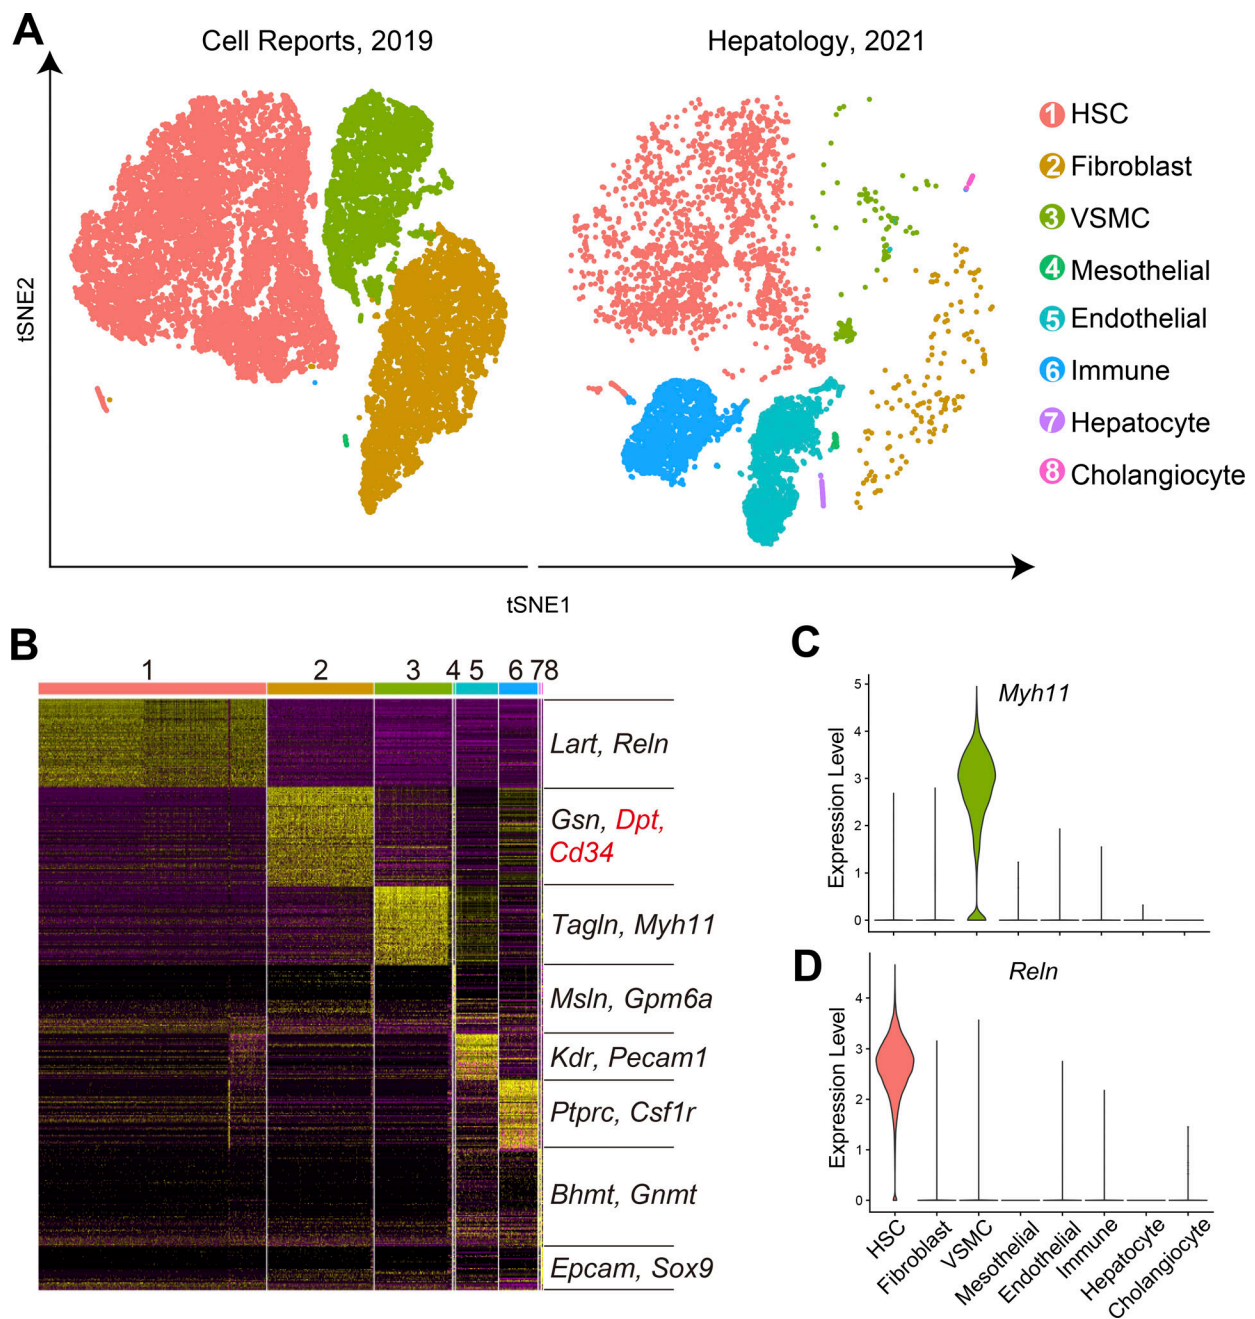 A
Cell Reports, 2019
Hepatology, 2021
tSNE2
tSNE1
1 HSC
2 Fibroblast
3 VSMC
4 Mesothelial
5 Endothelial
6 Immune
7 Hepatocyte
8 Cholangiocyte
B
1 2 3 4 5 6 7 8
Lart, Reln
Gsn, Dpt,
Cd34
Tagln, Myh11
Msln, Gpm6a
Kdr, Pecam1
Ptprc, Csf1r
Bhmt, Gnmt
Epcam, Sox9
C
Myh11
Expression Level
5
4
3
2
1
0
D
Reln
Expression Level
4
3
2
1
0
HSC
Fibroblast
VSMC
Mesothelial
Endothelial
Immune
Hepatocyte
Cholangiocyte